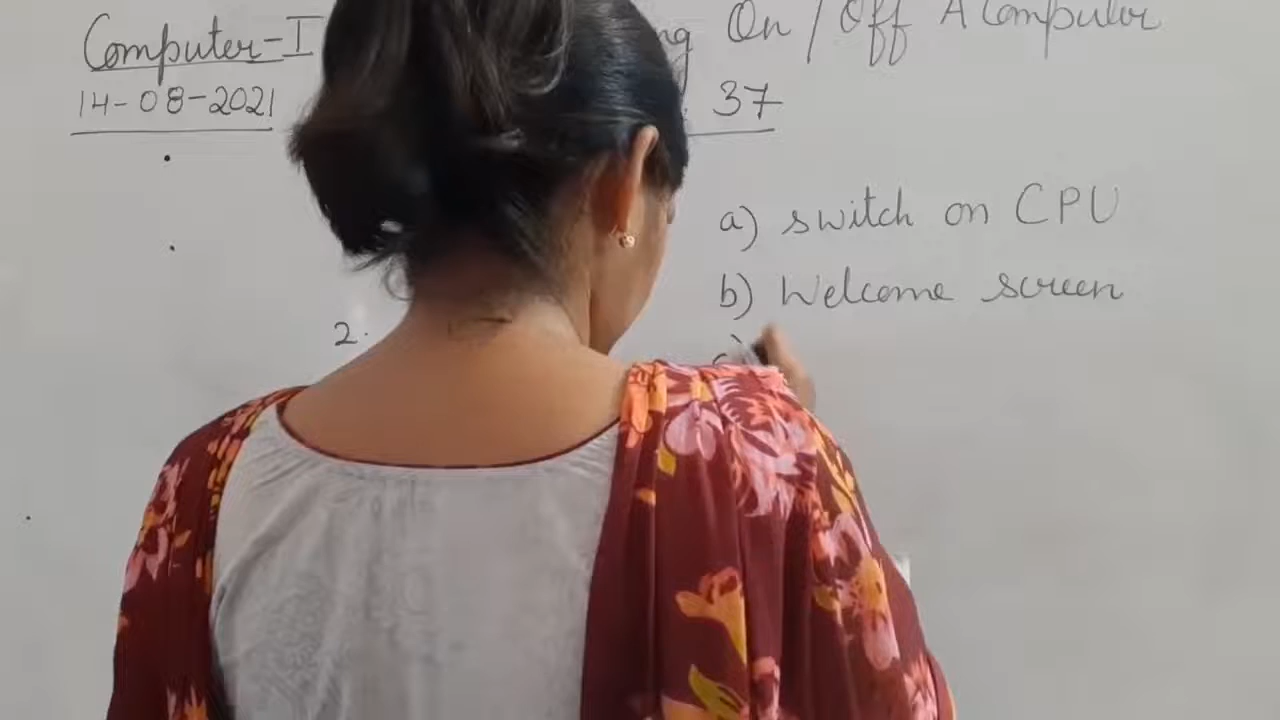 Computer-I ng On / Off A Computer
14-08-2021 37
a) switch on CPU
b) Welcome screen
2. c)